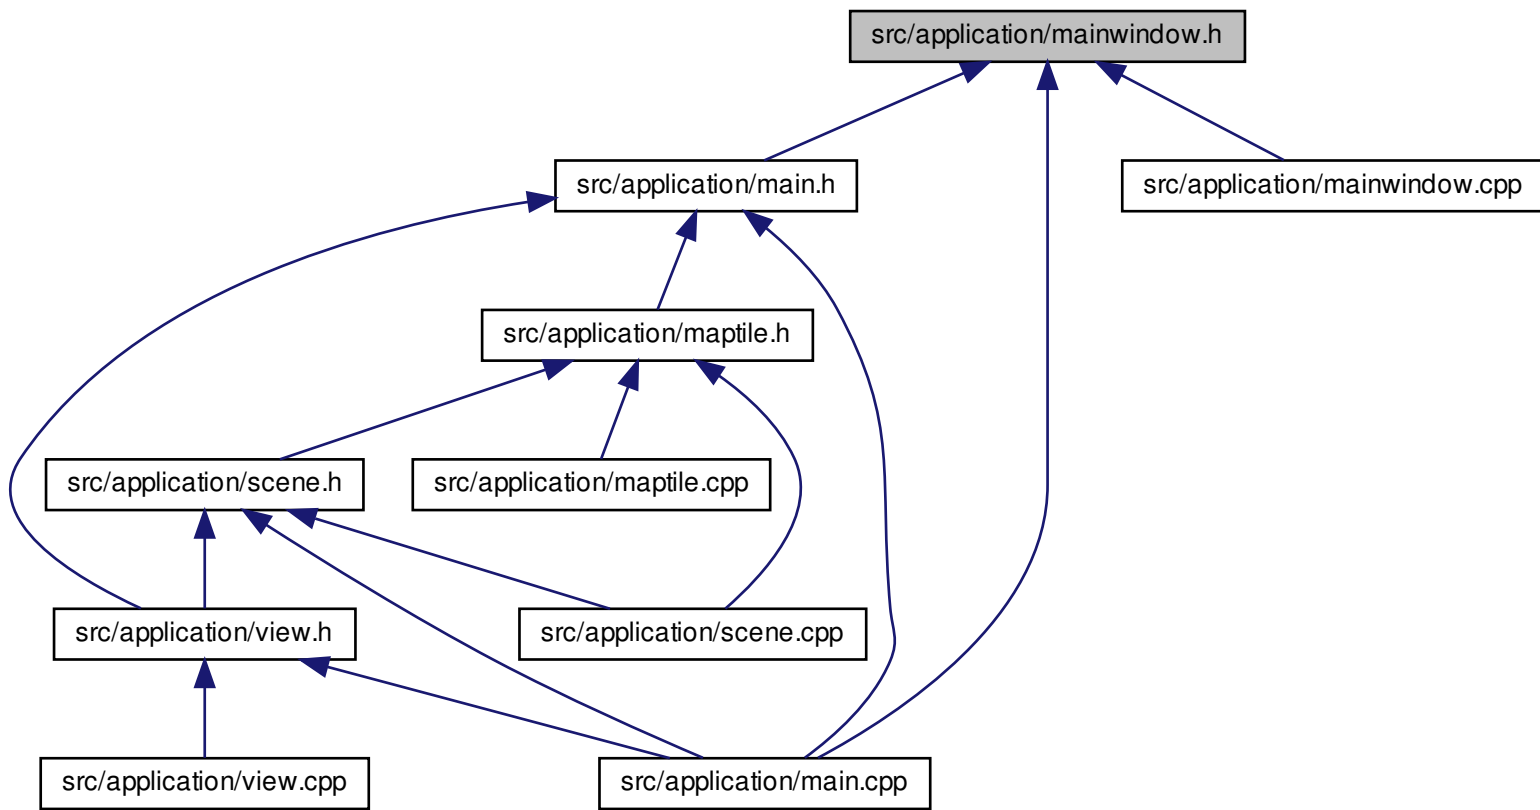 src/application/mainwindow.h
src/application/main.h
src/application/mainwindow.cpp
src/application/maptile.h
src/application/scene.h
src/application/maptile.cpp
src/application/view.h
src/application/scene.cpp
src/application/view.cpp
src/application/main.cpp